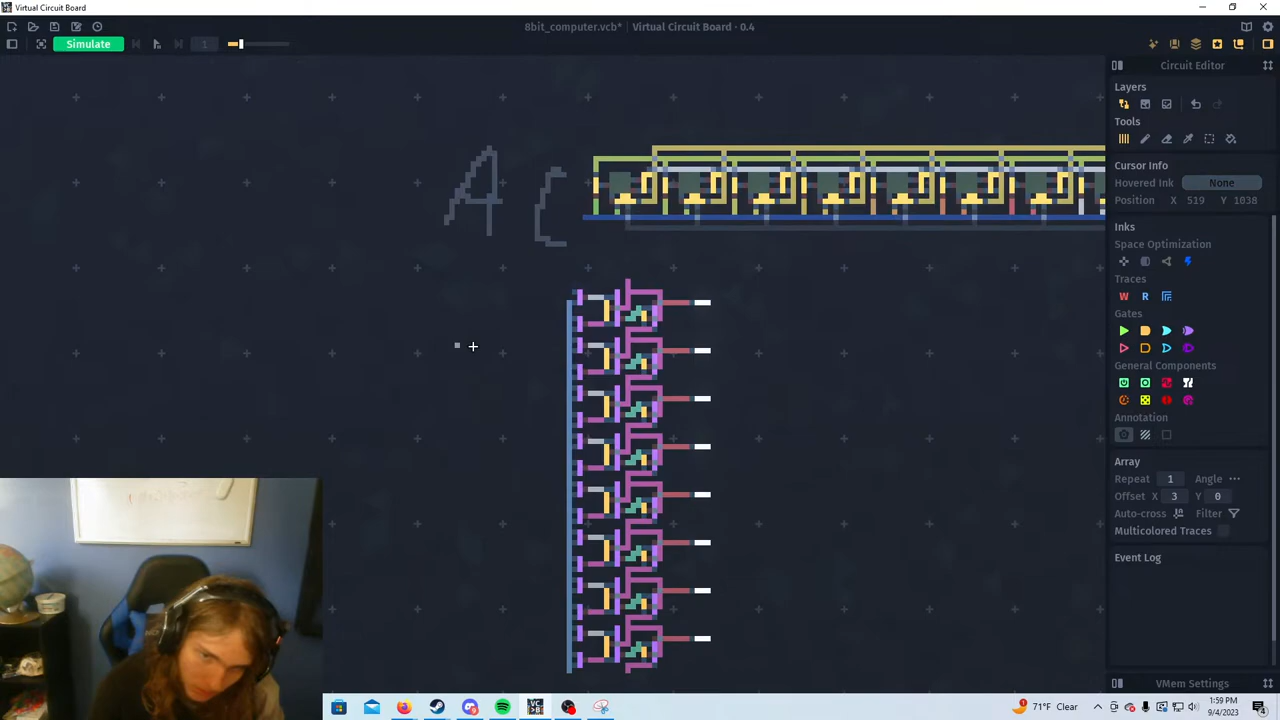 Virtual Circuit Board
8bit_computer.vcb* | Virtual Circuit Board - 0.4
Simulate
1
Circuit Editor
Layers
Tools
Cursor Info
Hovered Ink None
Position X 519 Y 1038
Inks
Space Optimization
Traces
W R
Gates
General Components
Annotation
Array
Repeat 1 Angle
Offset X 3 Y 0
Auto-cross Filter
Multicolored Traces
Event Log
VMem Settings
A C
71°F Clear
1:59 PM
9/4/2023
4